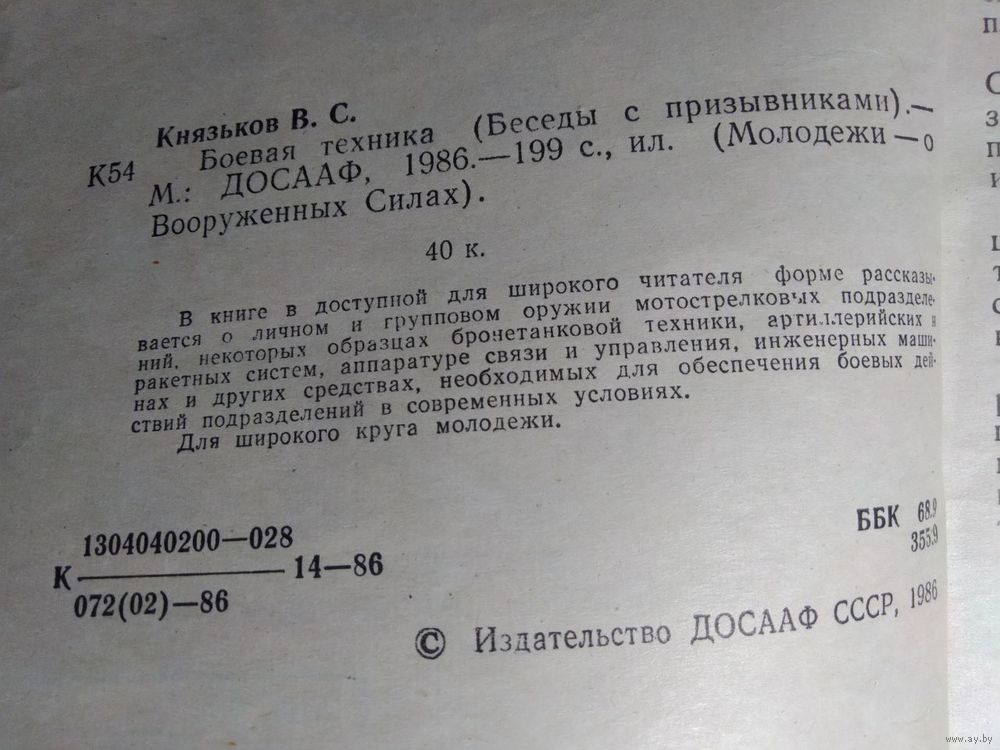 Князьков В. С.
К54 Боевая техника (Беседы с призывниками).—
М.: ДОСААФ, 1986.—199 с., ил. (Молодежи — о
Вооруженных Силах).
40 к.
В книге в доступной для широкого читателя форме рассказы-
вается о личном и групповом оружии мотострелковых подразделе-
ний, некоторых образцах бронетанковой техники, артиллерийских и
ракетных систем, аппаратуре связи и управления, инженерных маши-
нах и других средствах, необходимых для обеспечения боевых дей-
ствий подразделений в современных условиях.
Для широкого круга молодежи.
1304040200—028
К 14—86
072(02)—86
ББК 68.9
355.9
© Издательство ДОСААФ СССР, 1986
www.ay.by